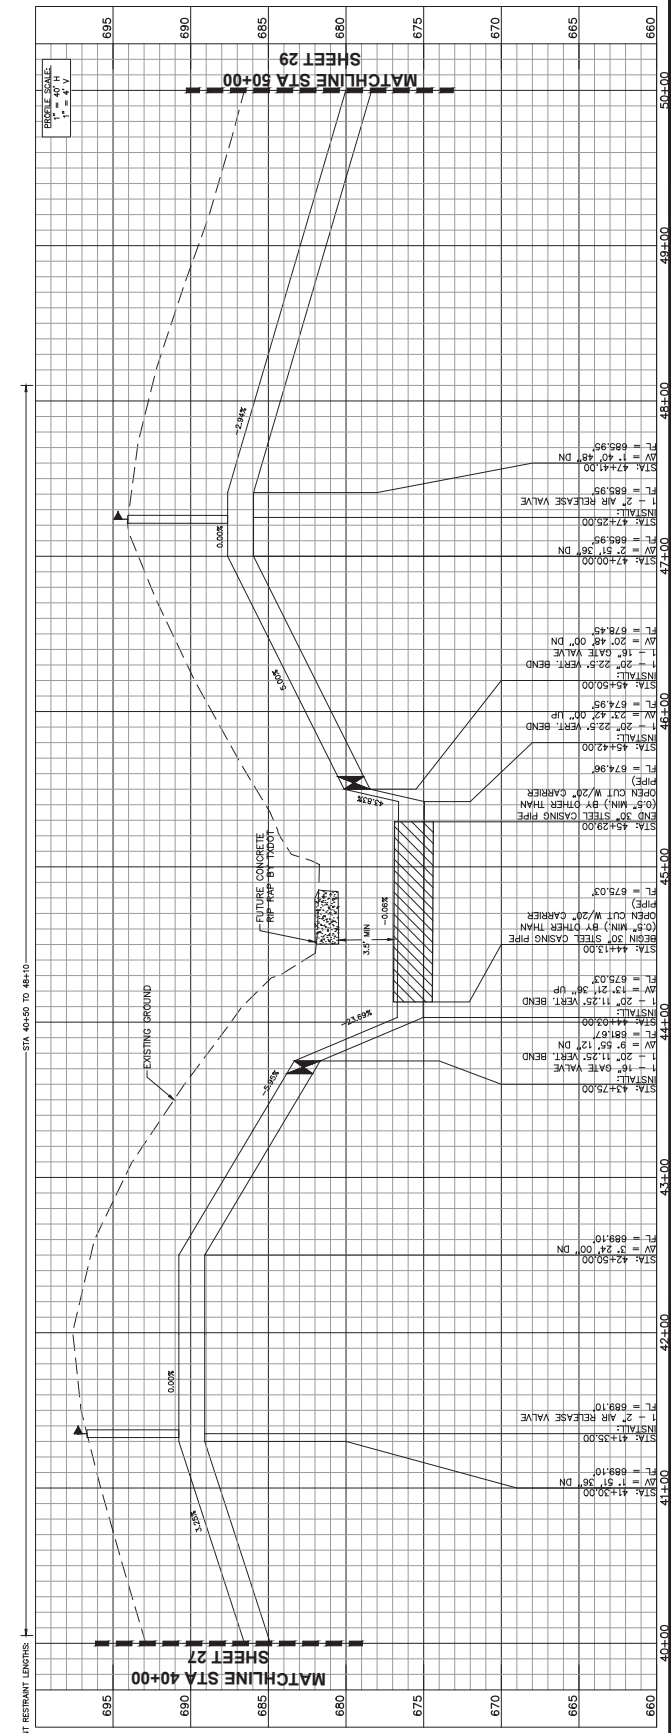 PROFILE SCALE:
1" = 40' H
1" = 4' V
IT RESTRAINT LENGTHS:
STA 40+50 TO 48+10
695
690
685
680
675
670
665
660
MATCHLINE STA 40+00
SHEET 27
3.25%
0.00%
EXISTING GROUND
-5.95%
-23.69%
FUTURE CONCRETE
RIP RAP BY TXDOT
3.5' MIN
-0.06%
43.83%
5.00%
0.00%
-2.94%
MATCHLINE STA 50+00
SHEET 29
STA: 41+30.00
ΔV = 1° 51' 36" DN
FL = 689.10'
STA: 41+35.00
INSTALL:
1 - 2" AIR RELEASE VALVE
FL = 689.10'
STA: 42+50.00
ΔV = 3° 24' 00" DN
FL = 689.10'
STA: 43+75.00
INSTALL:
1 - 16" GATE VALVE
1 - 20" 11.25° VERT. BEND
ΔV = 9° 55' 12" DN
FL = 681.67'
STA: 44+03.00
INSTALL:
1 - 20" 11.25° VERT. BEND
ΔV = 13° 21' 36" UP
FL = 675.03'
STA: 44+13.00
BEGIN 30" STEEL CASING PIPE
(0.5" MIN.) BY OTHER THAN
OPEN CUT W/20" CARRIER
PIPE)
FL = 675.03'
STA: 45+29.00
END 30" STEEL CASING PIPE
(0.5" MIN.) BY OTHER THAN
OPEN CUT W/20" CARRIER
PIPE)
FL = 674.96'
STA: 45+42.00
INSTALL:
1 - 20" 22.5° VERT. BEND
ΔV = 23° 42' 00" UP
FL = 674.95'
STA: 45+50.00
INSTALL:
1 - 20" 22.5° VERT. BEND
1 - 16" GATE VALVE
ΔV = 20° 48' 00" DN
FL = 678.45'
STA: 47+00.00
ΔV = 2° 51' 36" DN
FL = 685.95'
STA: 47+25.00
INSTALL:
1 - 2" AIR RELEASE VALVE
FL = 685.95'
STA: 47+41.00
ΔV = 1° 40' 48" DN
FL = 685.95'
695
690
685
680
675
670
665
660
40+00
41+00
42+00
43+00
44+00
45+00
46+00
47+00
48+00
49+00
50+00